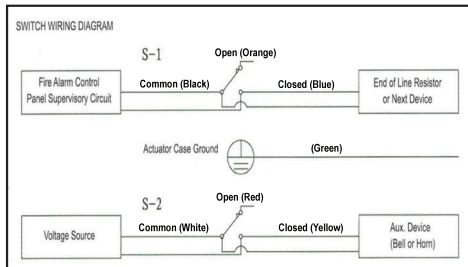 SWITCH WIRING DIAGRAM
S-1
Open (Orange)
Fire Alarm Control
Panel Supervisory Circuit
Common (Black)
Closed (Blue)
End of Line Resistor
or Next Device
Actuator Case Ground
(Green)
S-2
Open (Red)
Voltage Source
Common (White)
Closed (Yellow)
Aux. Device
(Bell or Horn)